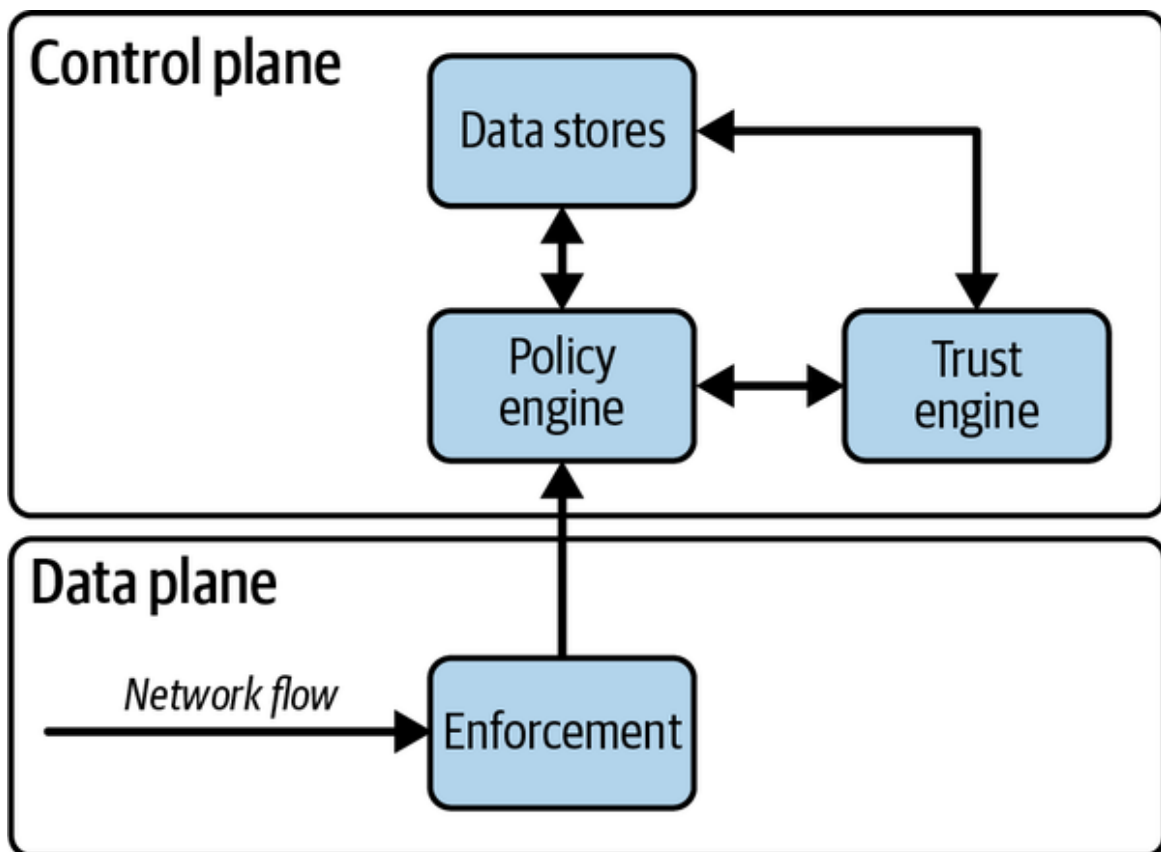 Control plane
Data stores
Policy
engine
Trust
engine
Data plane
Network flow
Enforcement